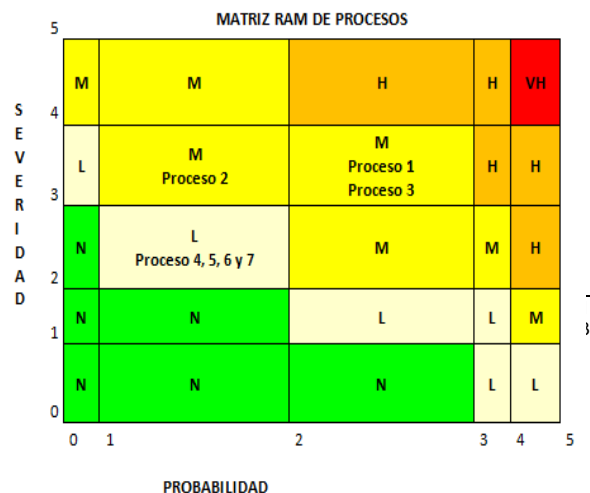 MATRIZ RAM DE PROCESOS
SEVERIDAD
5
M M H H VH
4
L M H H
Proceso 2
M
Proceso 1
Proceso 3
3
N L M M H
Proceso 4, 5, 6 y 7
2
N N L L M
1
N N N L L
0
0 1 2 3 4 5
PROBABILIDAD